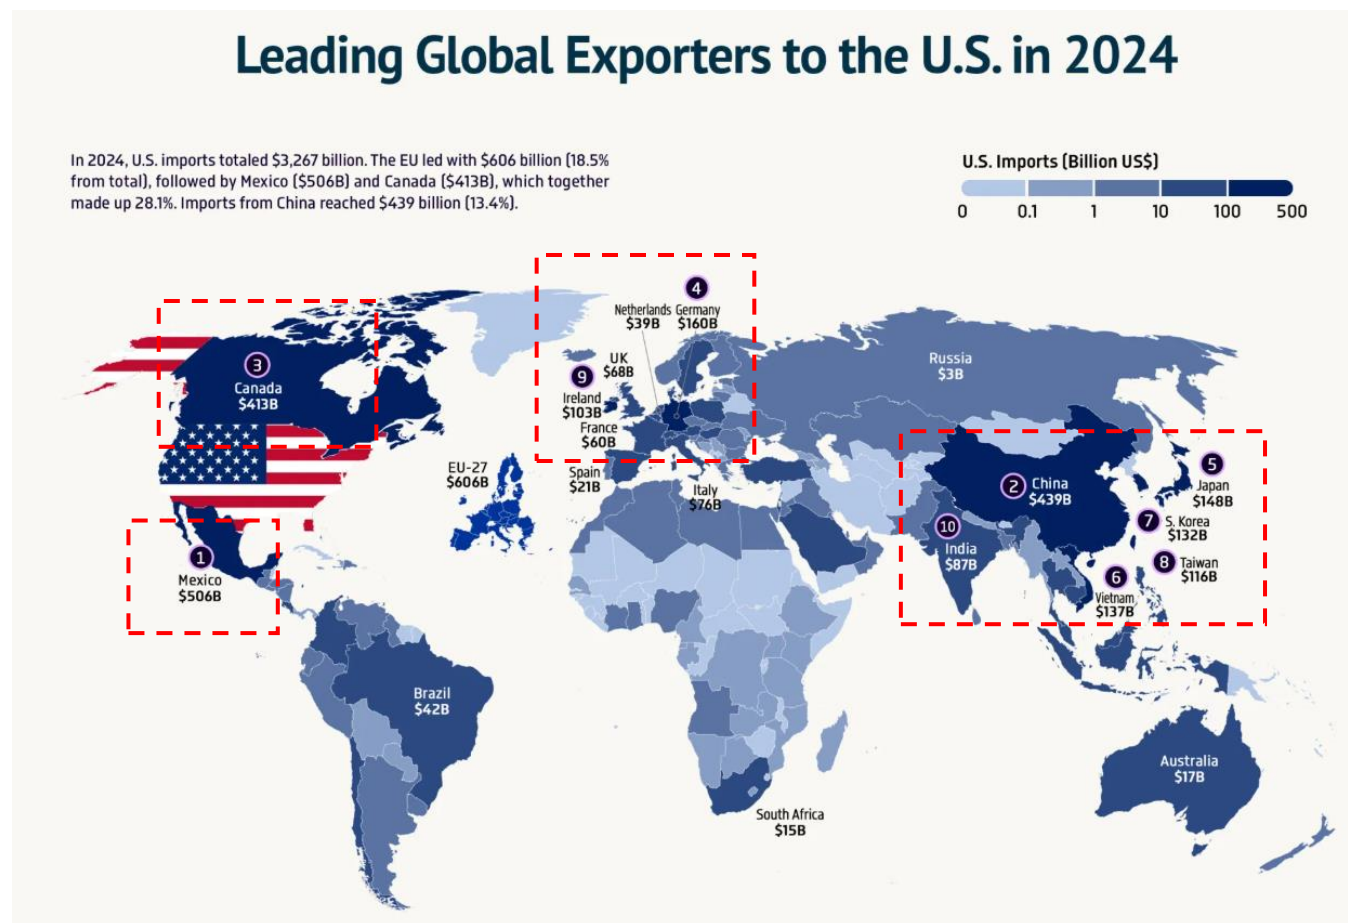 Leading Global Exporters to the U.S. in 2024
In 2024, U.S. imports totaled $3,267 billion. The EU led with $606 billion (18.5%
from total), followed by Mexico ($506B) and Canada ($413B), which together
made up 28.1%. Imports from China reached $439 billion (13.4%).
U.S. Imports (Billion US$)
0 0.1 1 10 100 500
3
Canada
$413B
1
Mexico
$506B
4
Netherlands
$39B
Germany
$160B
UK
$68B
9
Ireland
$103B
France
$60B
Spain
$21B
Italy
$76B
EU-27
$606B
Russia
$3B
2
China
$439B
5
Japan
$148B
7
S. Korea
$132B
8
Taiwan
$116B
6
Vietnam
$137B
10
India
$87B
Brazil
$42B
South Africa
$15B
Australia
$17B